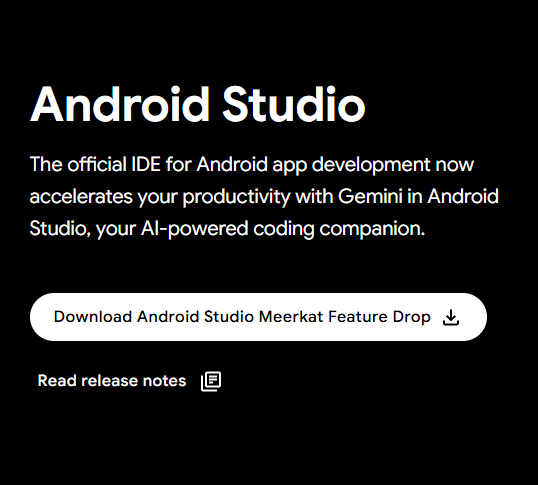 Android Studio
The official IDE for Android app development now
accelerates your productivity with Gemini in Android
Studio, your AI-powered coding companion.
Download Android Studio Meerkat Feature Drop
Read release notes